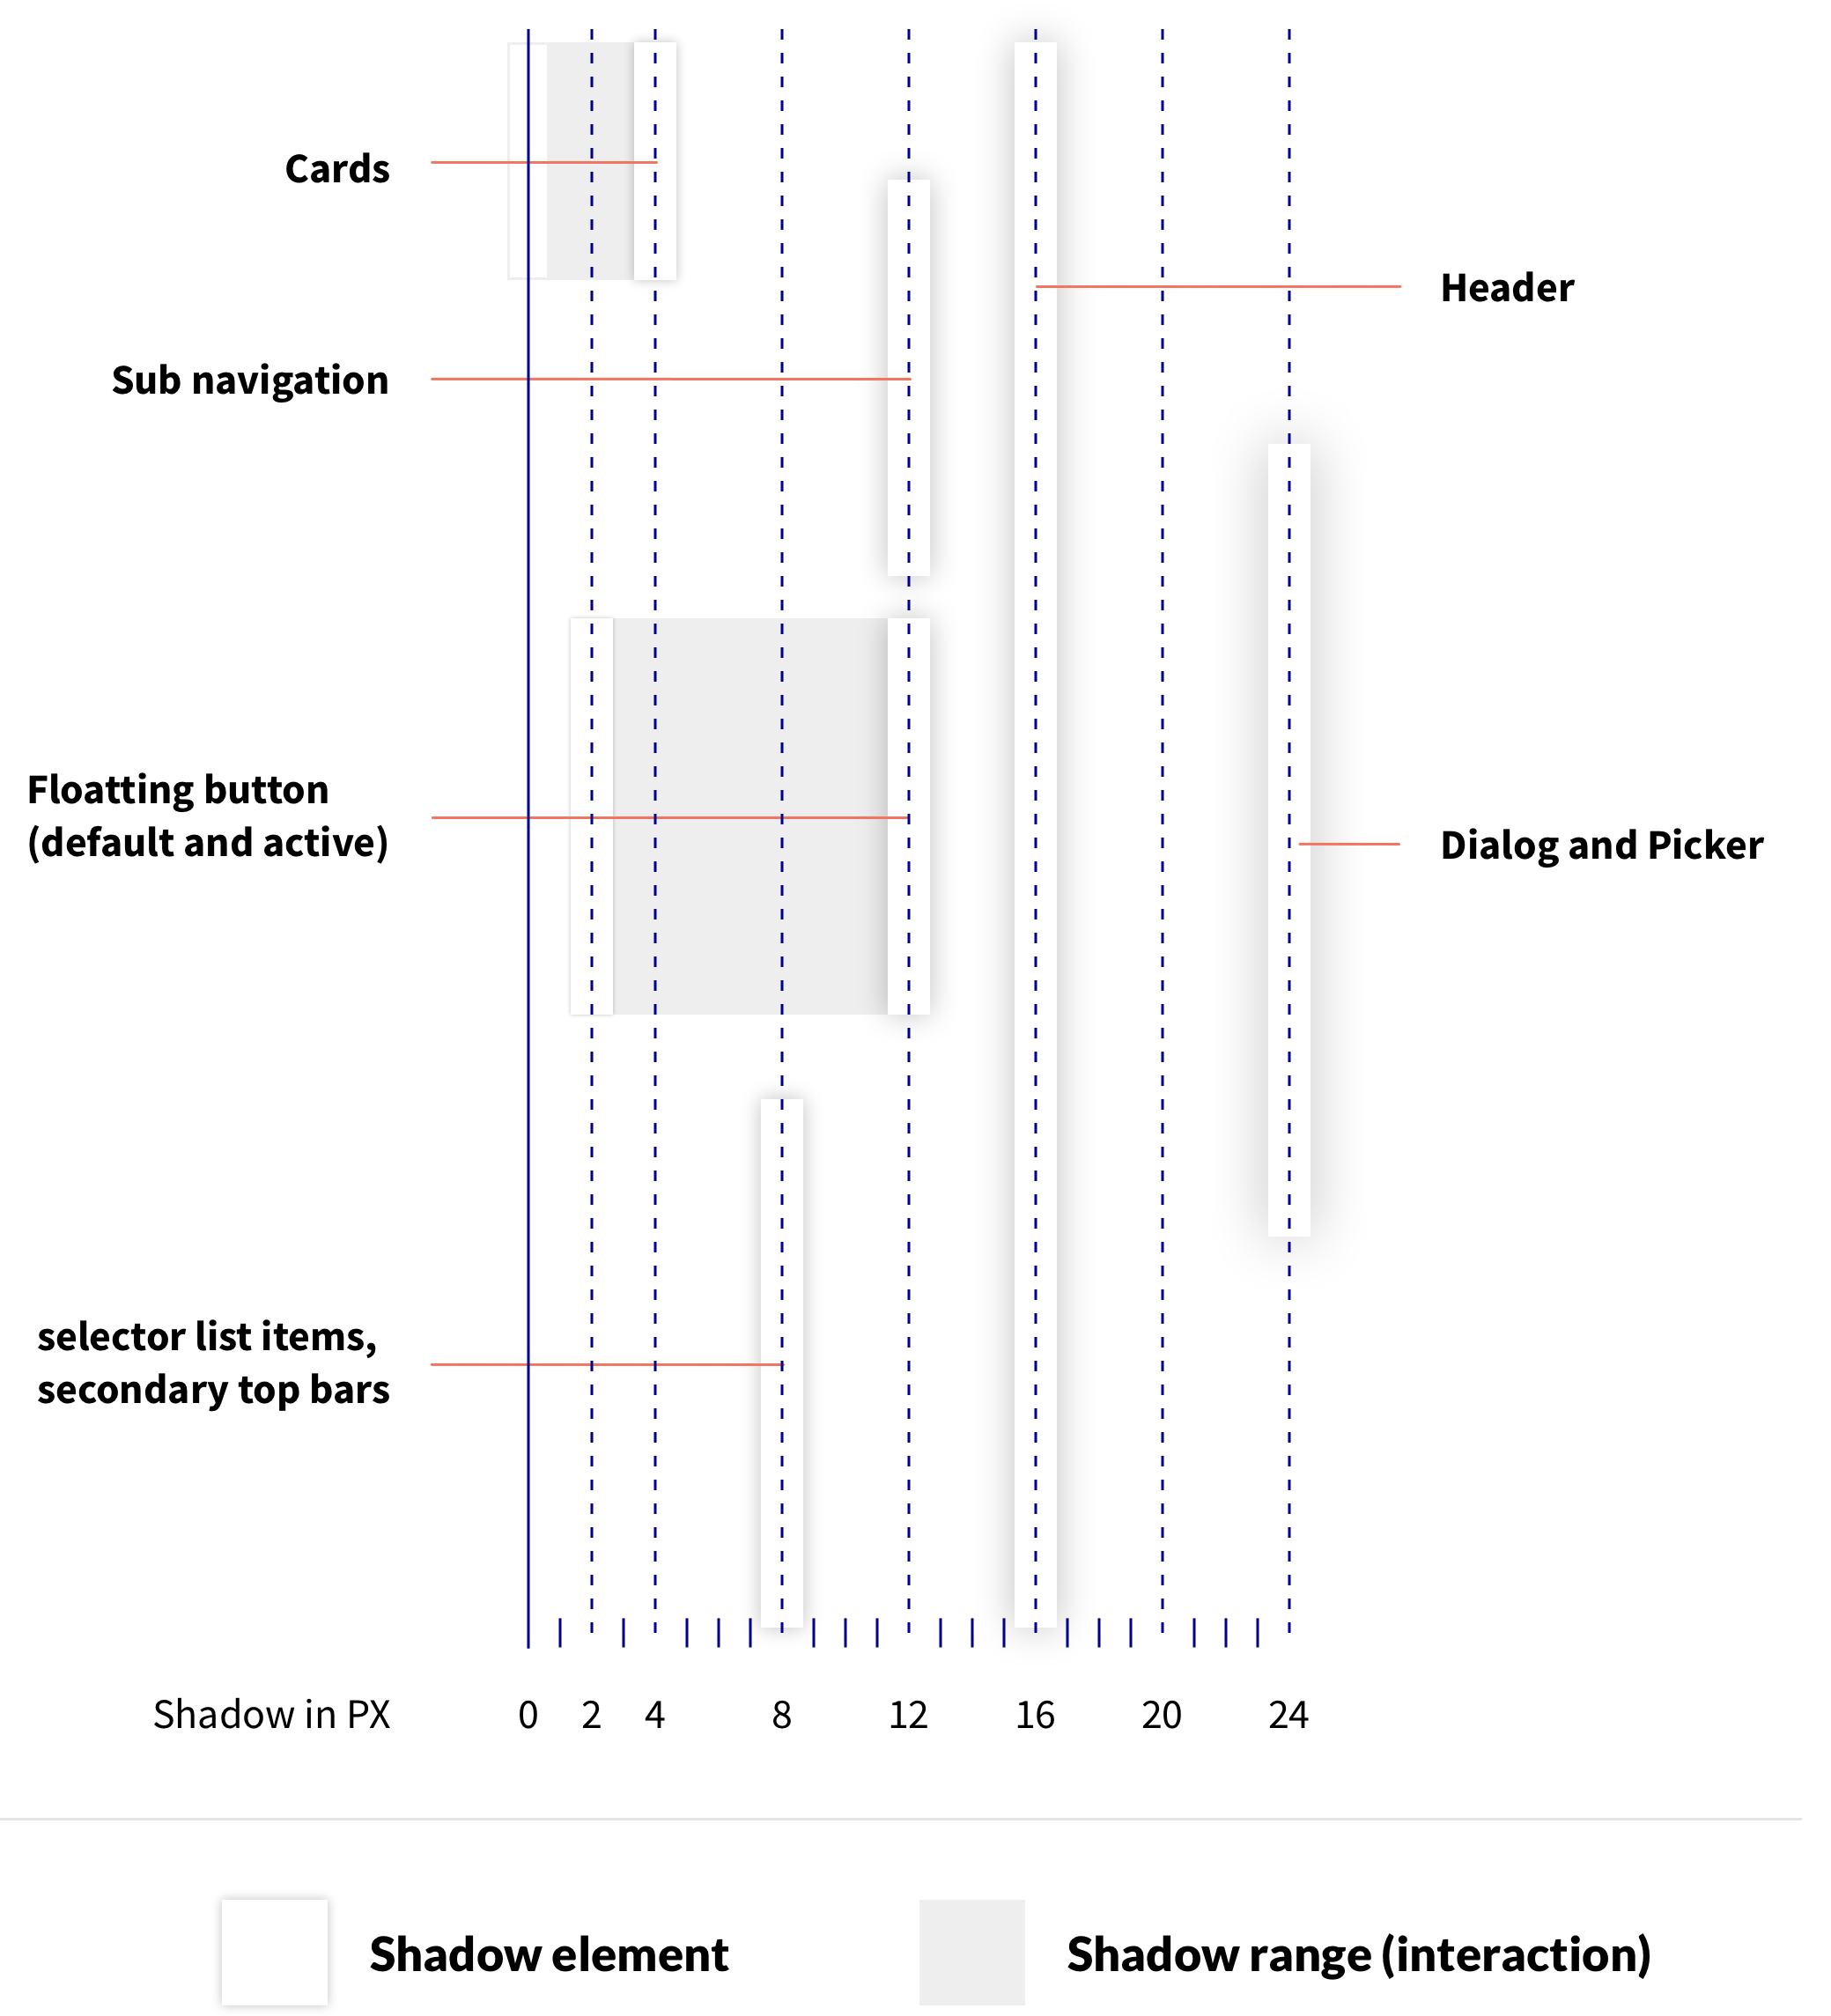 Cards
Header
Sub navigation
Floatting button
(default and active)
Dialog and Picker
selector list items,
secondary top bars
Shadow in PX 0 2 4 8 12 16 20 24
Shadow element
Shadow range (interaction)